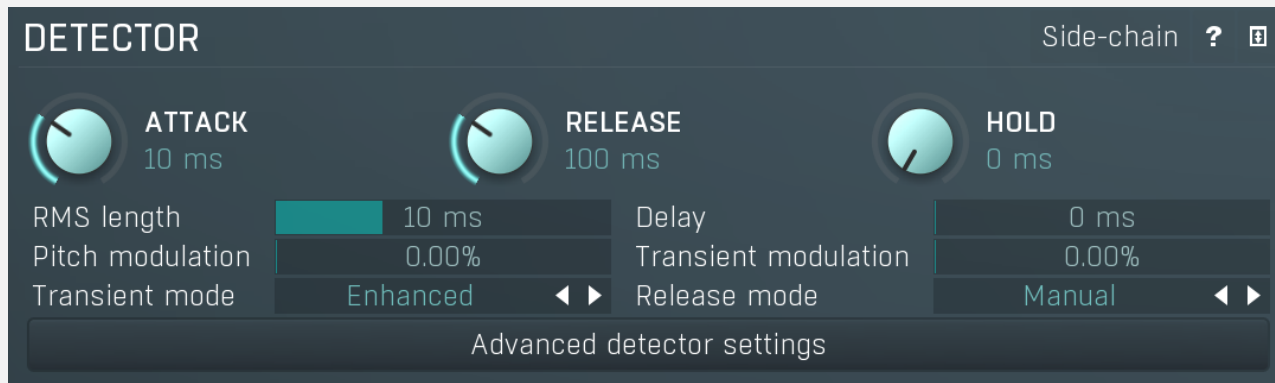 DETECTOR Side-chain ?
ATTACK RELEASE HOLD
10 ms 100 ms 0 ms
RMS length 10 ms Delay 0 ms
Pitch modulation 0.00% Transient modulation 0.00%
Transient mode Enhanced Release mode Manual
Advanced detector settings